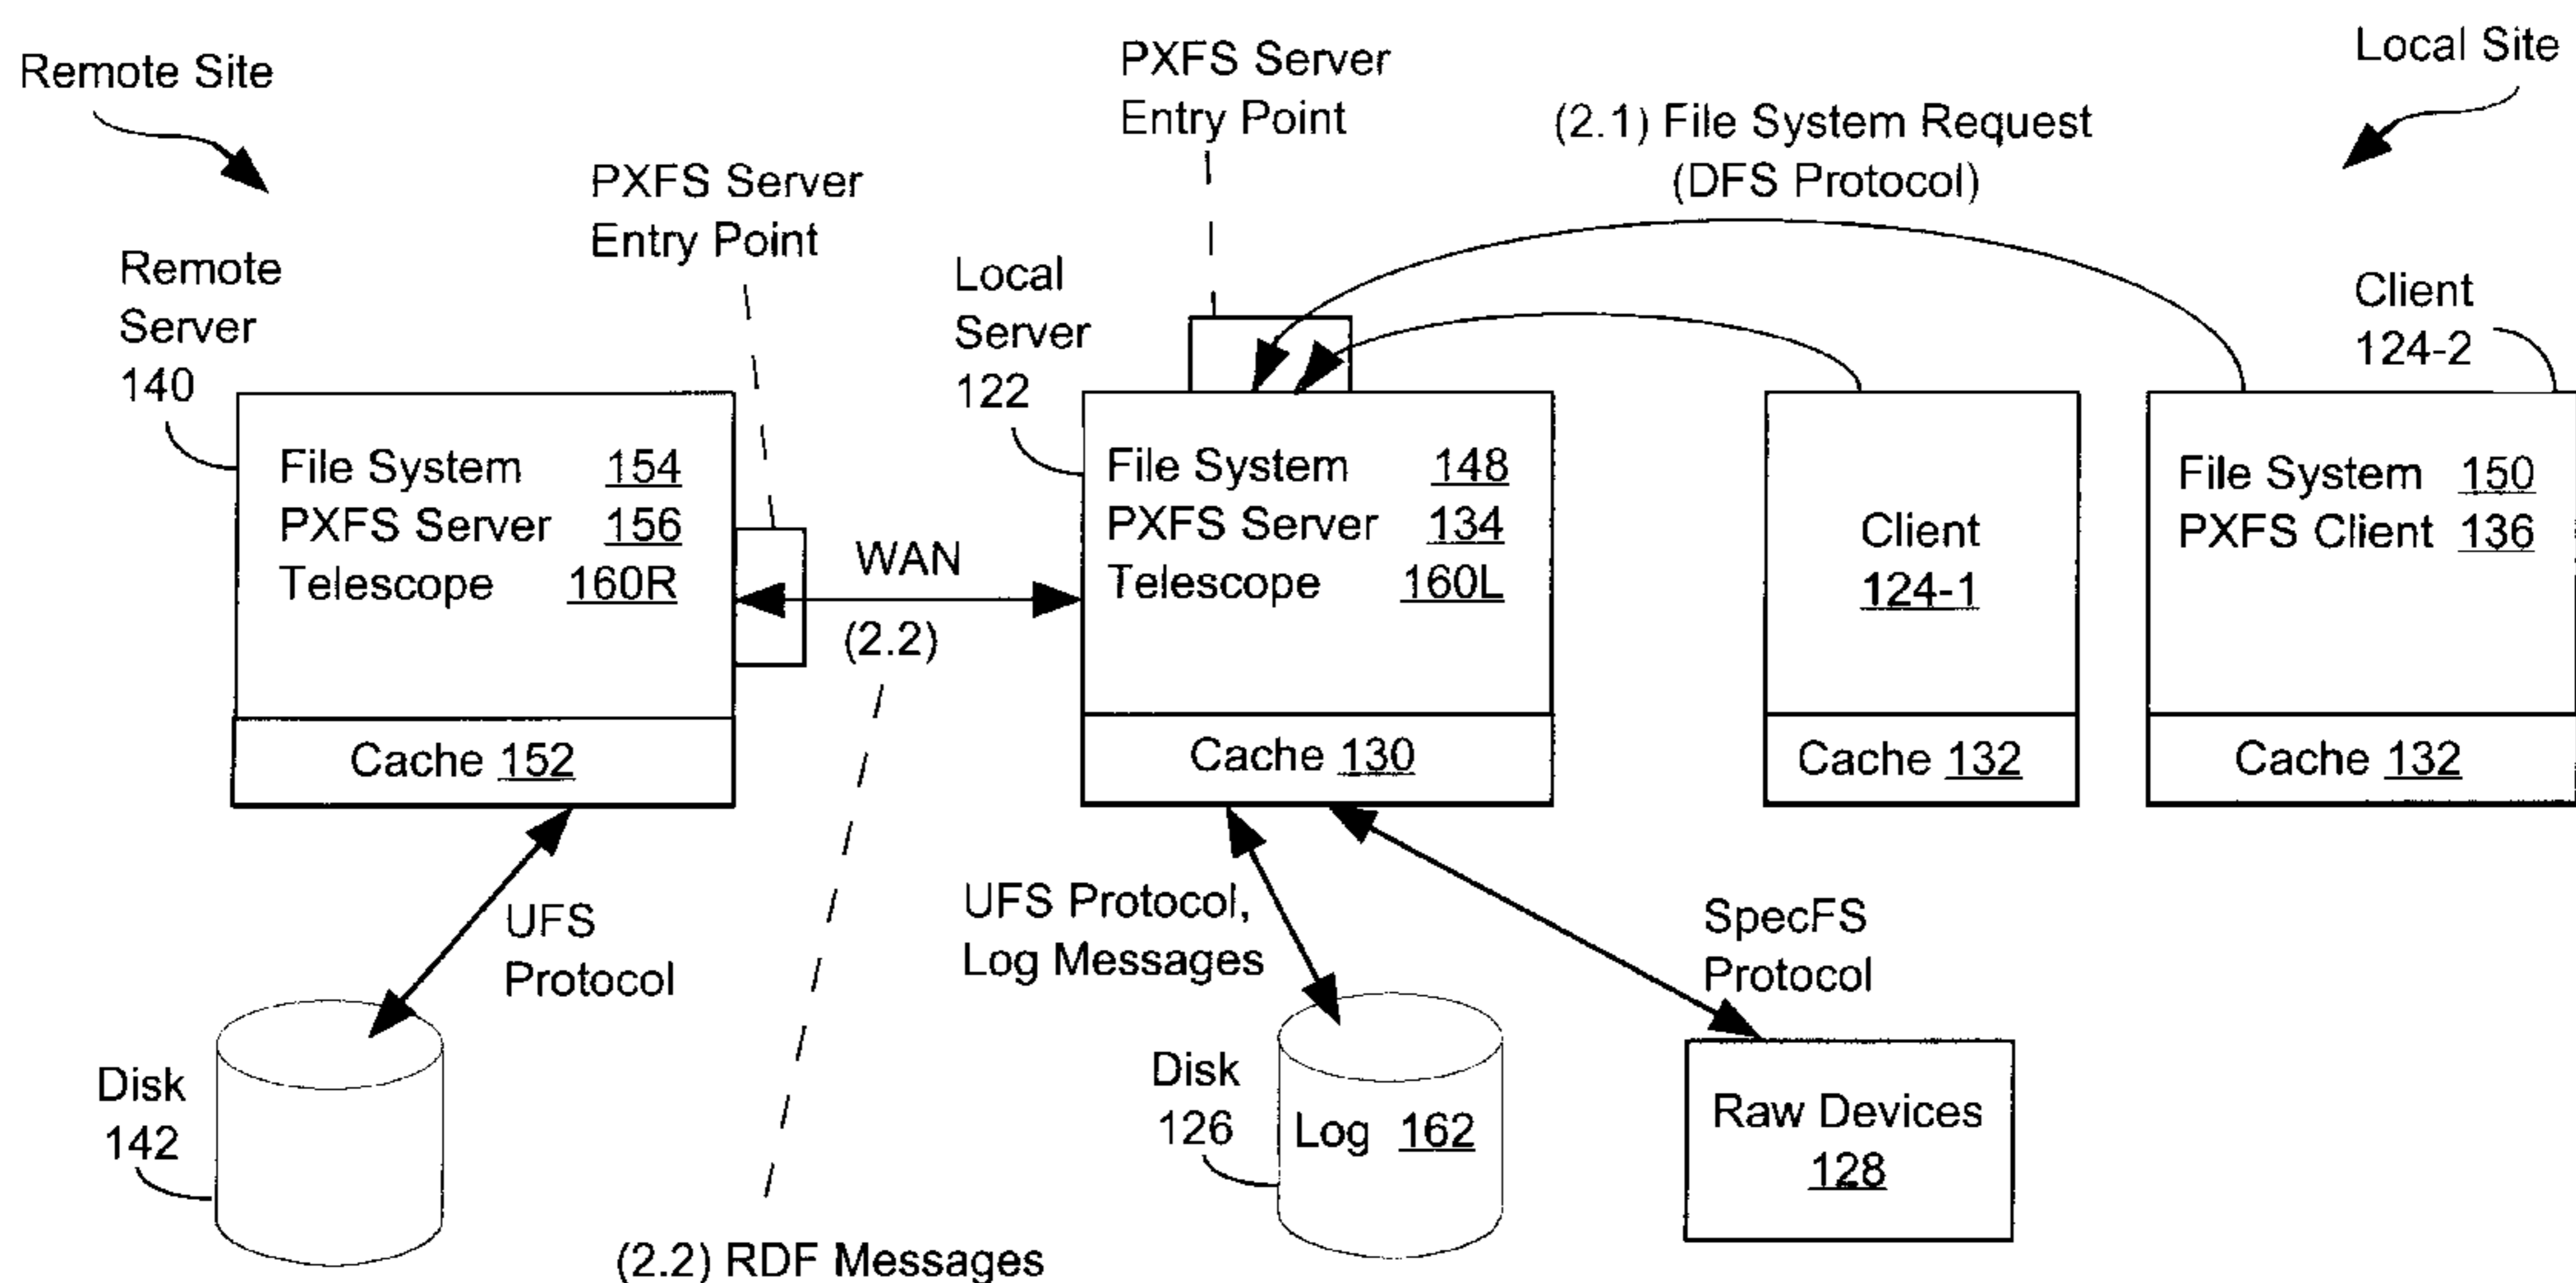 Remote Site
PXFS Server
Entry Point
Local Site
(2.1) File System Request
(DFS Protocol)
PXFS Server
Entry Point
Remote
Server
140
Local
Server
122
Client
124-2
File System 154
PXFS Server 156
Telescope 160R
WAN
(2.2)
File System 148
PXFS Server 134
Telescope 160L
Client
124-1
File System 150
PXFS Client 136
Cache 152
Cache 130
Cache 132
Cache 132
UFS
Protocol
UFS Protocol,
Log Messages
SpecFS
Protocol
Disk
142
Disk
126
Log 162
Raw Devices
128
(2.2) RDF Messages